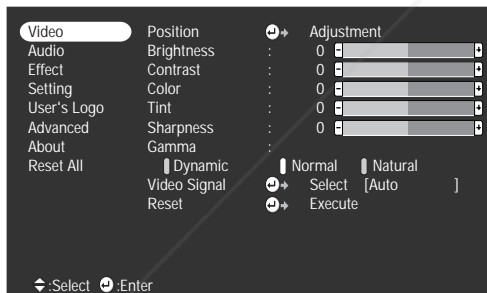 Video Position Adjustment
Audio Brightness : 0 - +
Effect Contrast : 0 - +
Setting Color : 0 - +
User's Logo Tint : 0 - +
Advanced Sharpness : 0 - +
About Gamma :
Reset All Dynamic Normal Natural
Video Signal Select [Auto ]
Reset Execute
:Select :Enter